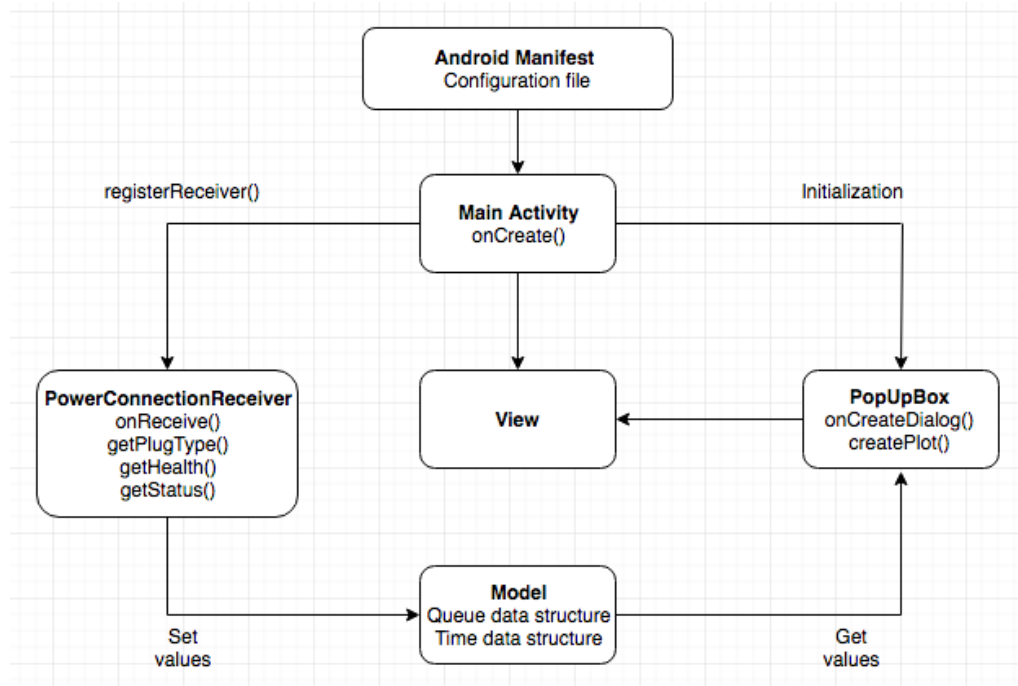 Android Manifest
Configuration file
registerReceiver()
Main Activity
onCreate()
Initialization
PowerConnectionReceiver
onReceive()
getPlugType()
getHealth()
getStatus()
View
PopUpBox
onCreateDialog()
createPlot()
Model
Queue data structure
Time data structure
Set
values
Get
values